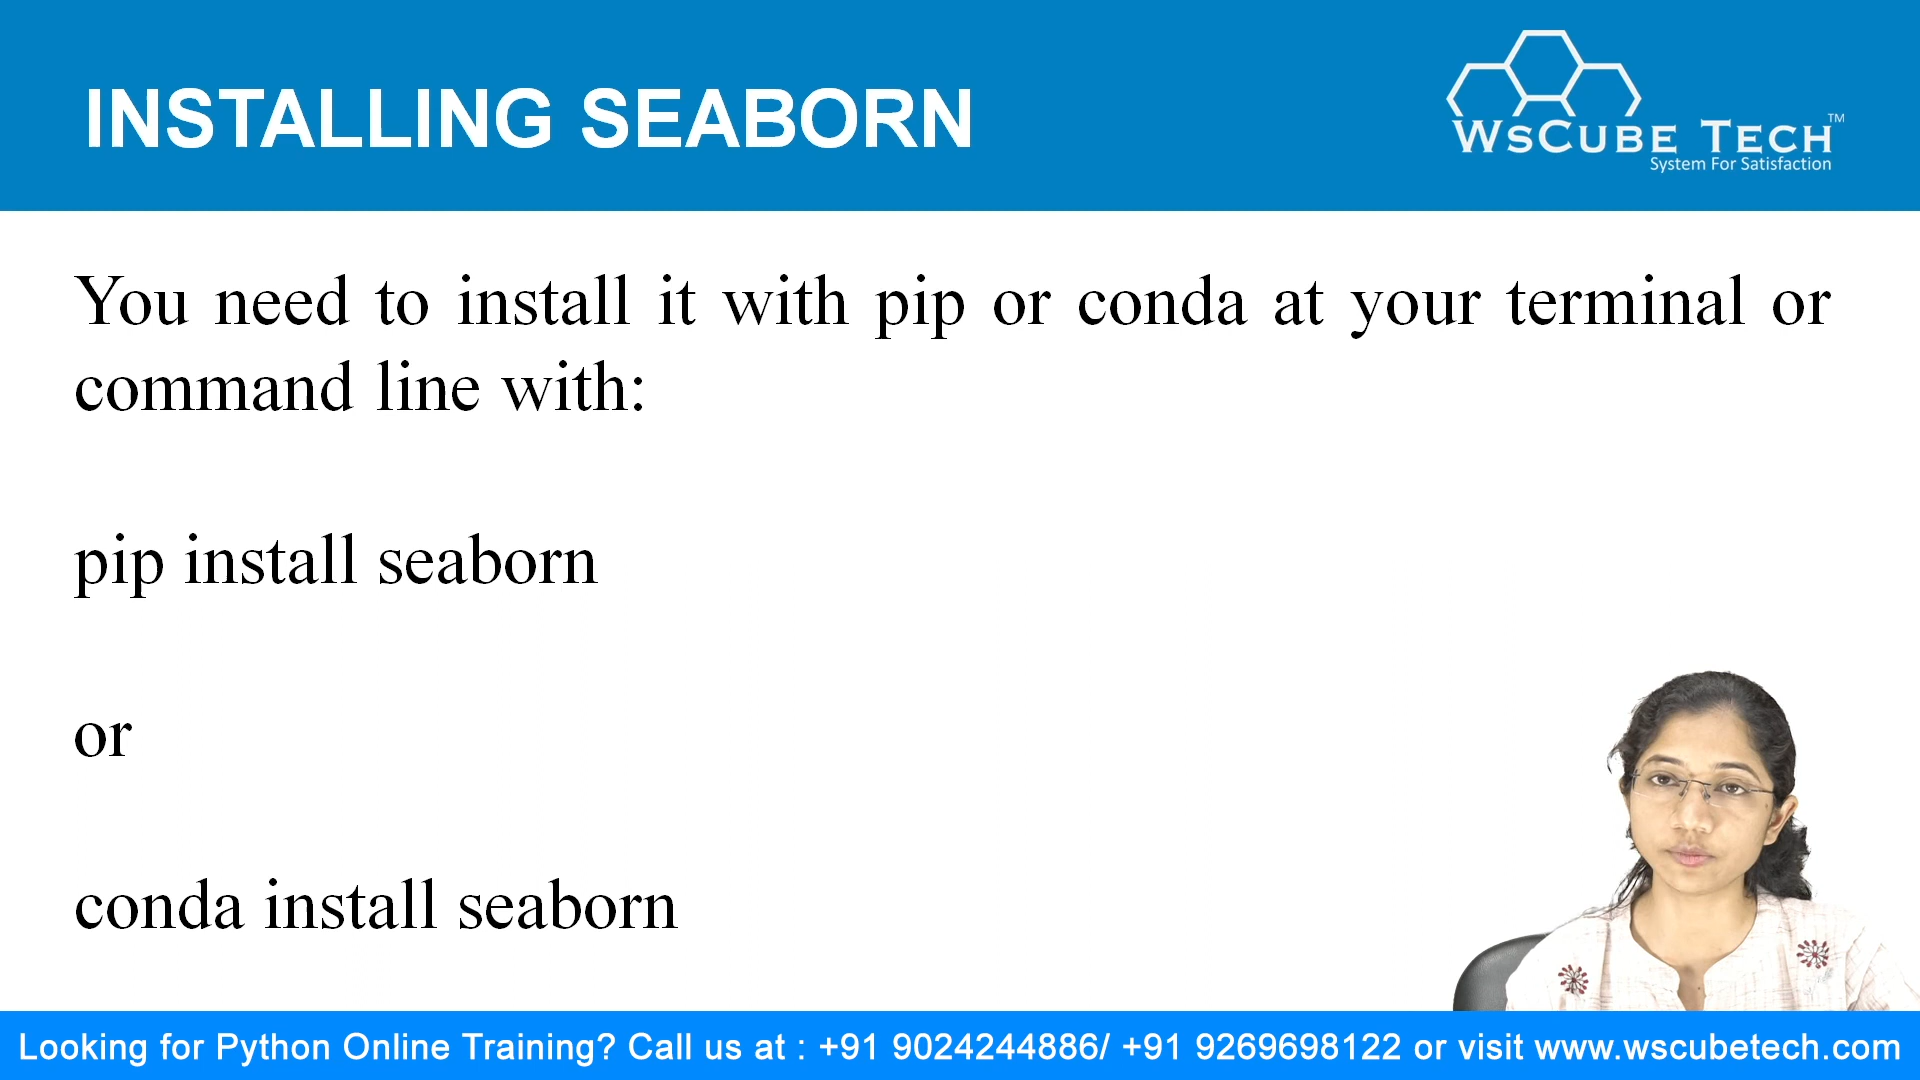 INSTALLING SEABORN
WSCUBE TECH™
System For Satisfaction
You need to install it with pip or conda at your terminal or
command line with:
pip install seaborn
or
conda install seaborn
Looking for Python Online Training? Call us at : +91 9024244886/ +91 9269698122 or visit www.wscubetech.com